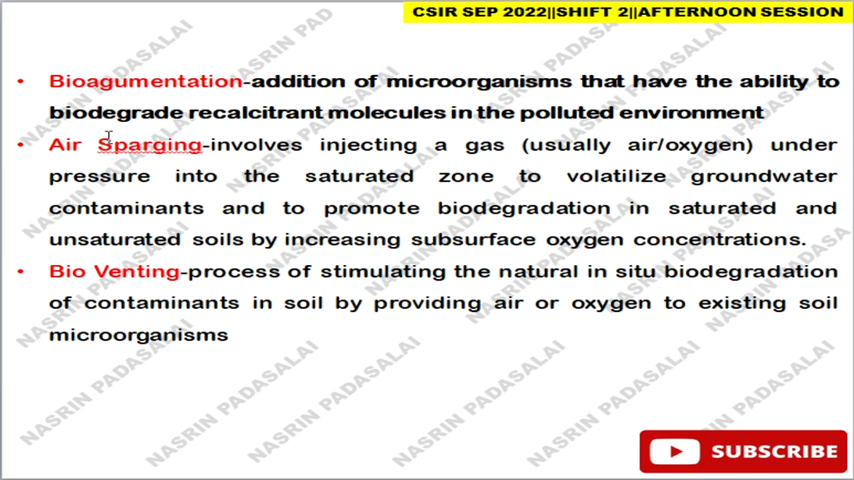 CSIR SEP 2022||SHIFT 2||AFTERNOON SESSION
• Bioagumentation-addition of microorganisms that have the ability to
biodegrade recalcitrant molecules in the polluted environment
• Air Sparging-involves injecting a gas (usually air/oxygen) under
pressure into the saturated zone to volatilize groundwater
contaminants and to promote biodegradation in saturated and
unsaturated soils by increasing subsurface oxygen concentrations.
• Bio Venting-process of stimulating the natural in situ biodegradation
of contaminants in soil by providing air or oxygen to existing soil
microorganisms
SUBSCRIBE
NASRIN PADASALAI